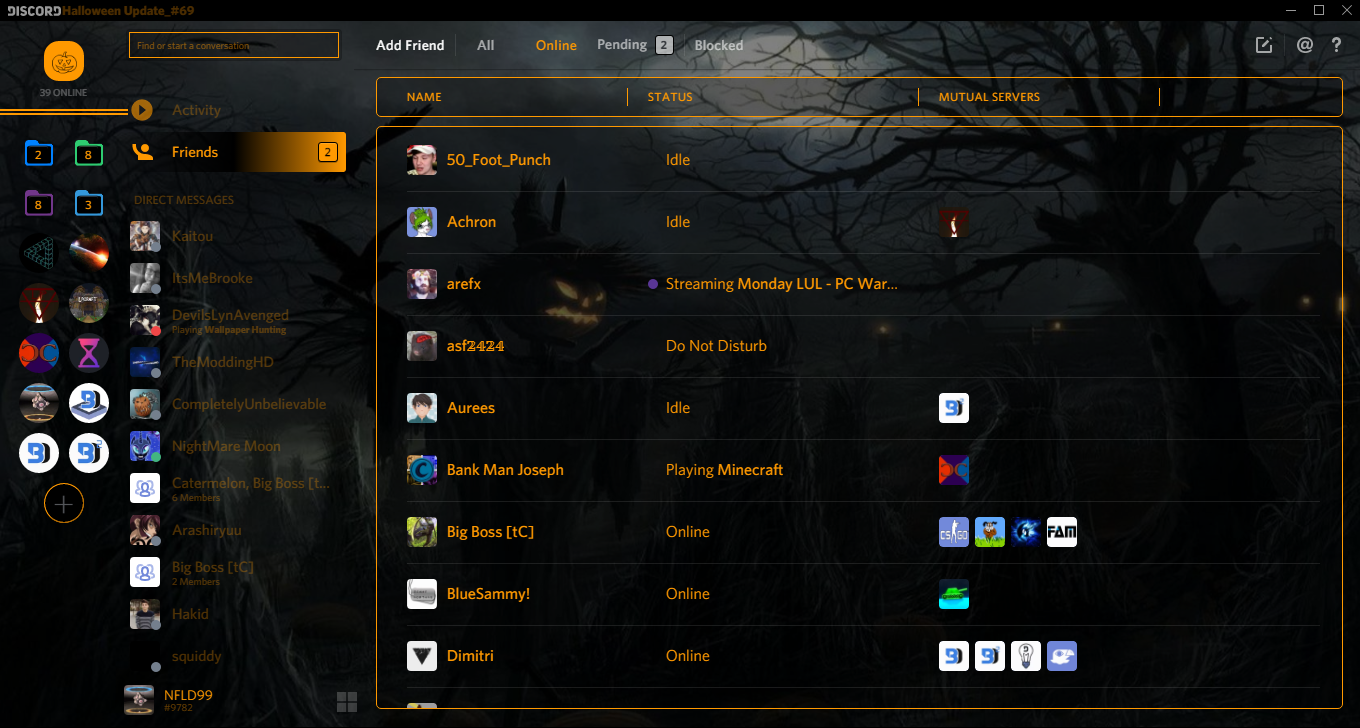 DISCORD Halloween Update_#69
39 ONLINE
2
8
8
3
Find or start a conversation
Activity
Friends 2
DIRECT MESSAGES
Kaitou
ItsMeBrooke
DevilsLynAvenged
Playing Wallpaper Hunting
TheModdingHD
CompletelyUnbelievable
NightMare Moon
Catermelon, Big Boss [t...
6 Members
Arashiryuu
Big Boss [tC]
2 Members
Hakid
squiddy
NFLD99
#9782
Add Friend All Online Pending 2 Blocked @ ?
NAME STATUS MUTUAL SERVERS
50_Foot_Punch Idle
Achron Idle
arefx Streaming Monday LUL - PC War...
asf2424 Do Not Disturb
Aurees Idle
Bank Man Joseph Playing Minecraft
Big Boss [tC] Online CS GO FAM
BlueSammy! Online
Dimitri Online